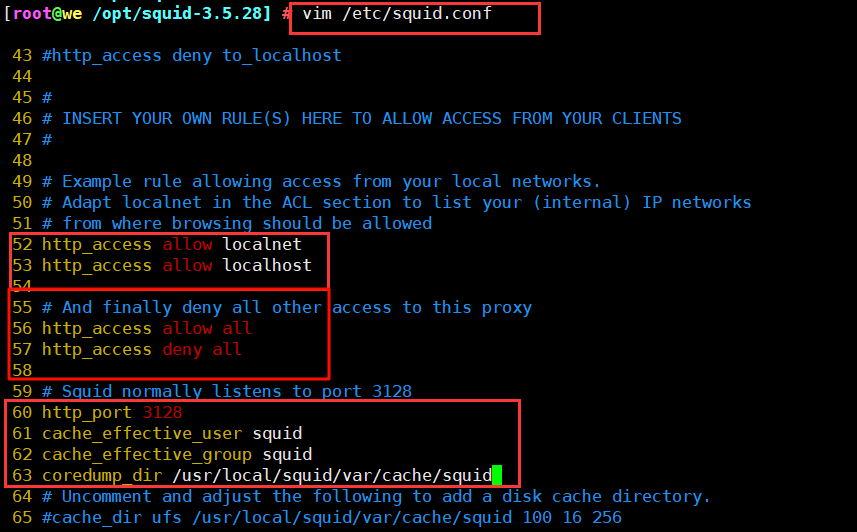 [root@we /opt/squid-3.5.28] # vim /etc/squid.conf
43 #http_access deny to_localhost
44
45 #
46 # INSERT YOUR OWN RULE(S) HERE TO ALLOW ACCESS FROM YOUR CLIENTS
47 #
48
49 # Example rule allowing access from your local networks.
50 # Adapt localnet in the ACL section to list your (internal) IP networks
51 # from where browsing should be allowed
52 http_access allow localnet
53 http_access allow localhost
54
55 # And finally deny all other access to this proxy
56 http_access allow all
57 http_access deny all
58
59 # Squid normally listens to port 3128
60 http_port 3128
61 cache_effective_user squid
62 cache_effective_group squid
63 coredump_dir /usr/local/squid/var/cache/squid
64 # Uncomment and adjust the following to add a disk cache directory.
65 #cache_dir ufs /usr/local/squid/var/cache/squid 100 16 256